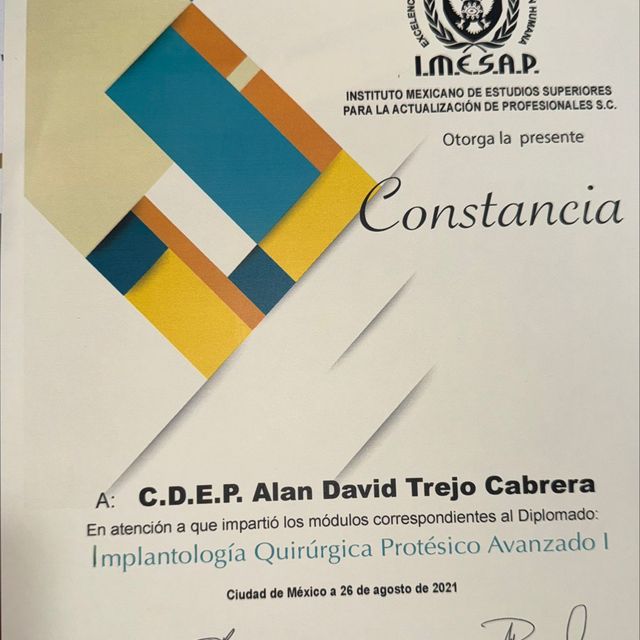 EXCELENCIA
HUMANA
I.M.E.S.A.P.
INSTITUTO MEXICANO DE ESTUDIOS SUPERIORES
PARA LA ACTUALIZACIÓN DE PROFESIONALES S.C.
Otorga la presente
Constancia
A: C.D.E.P. Alan David Trejo Cabrera
En atención a que impartió los módulos correspondientes al Diplomado:
Implantología Quirúrgica Protésico Avanzado I
Ciudad de México a 26 de agosto de 2021